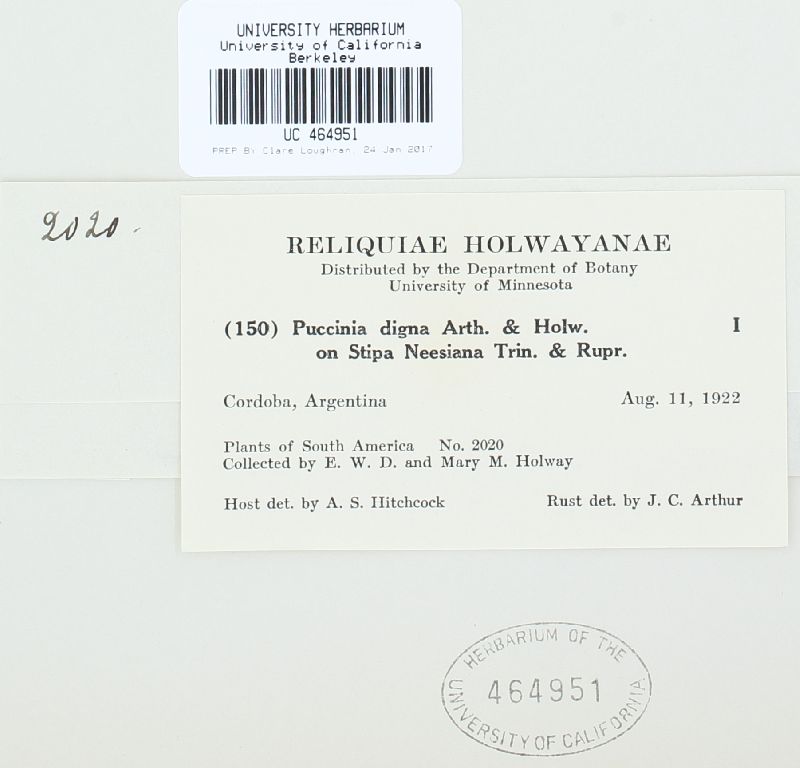 UNIVERSITY HERBARIUM
University of California
Berkeley
UC 464951
PREP BY Clare Loughran, 24 Jan 2017
2020.
RELIQUIAE HOLWAYANAE
Distributed by the Department of Botany
University of Minnesota
(150) Puccinia digna Arth. & Holw. I
on Stipa Neesiana Trin. & Rupr.
Cordoba, Argentina Aug. 11, 1922
Plants of South America No. 2020
Collected by E. W. D. and Mary M. Holway
Host det. by A. S. Hitchcock Rust det. by J. C. Arthur
HERBARIUM OF THE
464951
UNIVERSITY OF CALIFORNIA